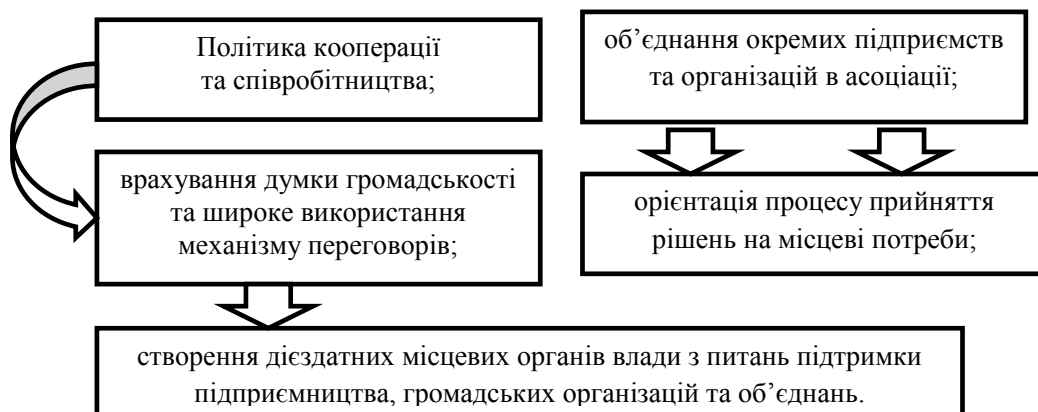 Політика кооперації
та співробітництва;
об’єднання окремих підприємств
та організацій в асоціації;
врахування думки громадськості
та широке використання
механізму переговорів;
орієнтація процесу прийняття
рішень на місцеві потреби;
створення дієздатних місцевих органів влади з питань підтримки
підприємництва, громадських організацій та об’єднань.